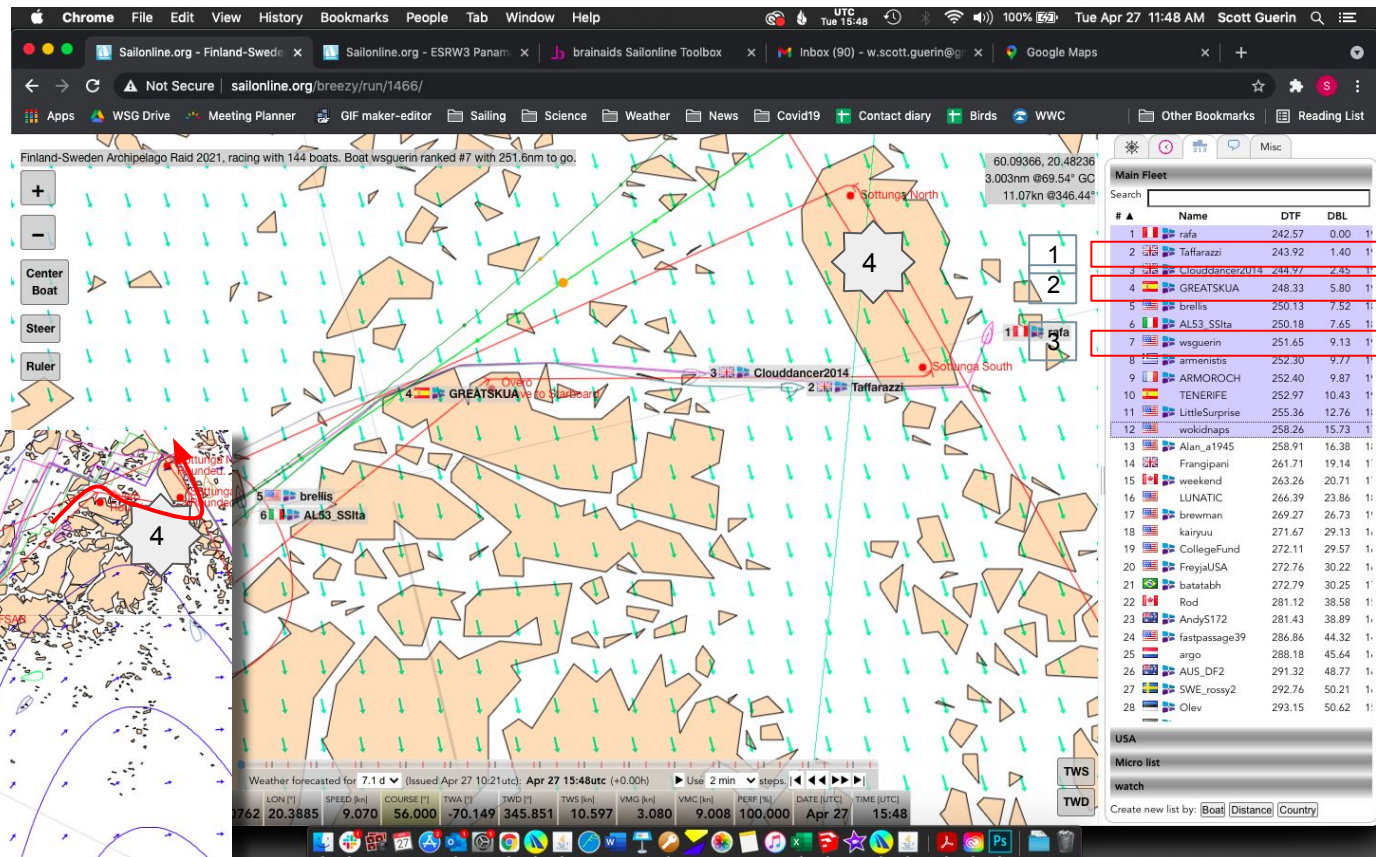 Chrome File Edit View History Bookmarks People Tab Window Help
UTC
Tue 15:48
100%
Tue Apr 27 11:48 AM Scott Guerin
Sailonline.org - Finland-Swede
Sailonline.org - ESRW3 Panam
brainaids Sailonline Toolbox
Inbox (90) - w.scott.guerin@gr
Google Maps
Not Secure | sailonline.org/breezy/run/1466/
S
Apps WSG Drive Meeting Planner GIF maker-editor Sailing Science Weather News Covid19 Contact diary Birds WWC Other Bookmarks Reading List
Finland-Sweden Archipelago Raid 2021, racing with 144 boats. Boat wsguerin ranked #7 with 251.6nm to go.
60.09366, 20.48236
3.003nm @69.54° GC
11.07kn @346.44°
+
−
Center
Boat
Steer
Ruler
Sottunga North
4
1
2
3
1 rafa
Sottunga South
3 Clouddancer2014
2 Taffarazzi
Overo
4 GREATSKUA
to Starboard
5 brellis
6 AL53_SSIta
4
Misc
Main Fleet
Search
# ▲ Name DTF DBL
1 rafa 242.57 0.00
2 Taffarazzi 243.92 1.40
3 Clouddancer2014 244.97 2.45
4 GREATSKUA 248.33 5.80
5 brellis 250.13 7.52
6 AL53_SSIta 250.18 7.65
7 wsguerin 251.65 9.13
8 armenistis 252.30 9.77
9 ARMOROCH 252.40 9.87
10 TENERIFE 252.97 10.43
11 LittleSurprise 255.36 12.76
12 wokidnaps 258.26 15.73
13 Alan_a1945 258.91 16.38
14 Frangipani 261.71 19.14
15 weekend 263.26 20.71
16 LUNATIC 266.39 23.86
17 brewman 269.27 26.73
18 kairyuu 271.67 29.13
19 CollegeFund 272.11 29.57
20 FreyjaUSA 272.76 30.22
21 batatabh 272.79 30.25
22 Rod 281.12 38.58
23 AndyS172 281.43 38.89
24 fastpassage39 286.86 44.32
25 argo 288.18 45.64
26 AUS_DF2 291.32 48.77
27 SWE_rossy2 292.76 50.21
28 Olev 293.15 50.62
USA
Micro list
watch
Create new list by: Boat Distance Country
TWS
TWD
Weather forecasted for 7.1 d (Issued Apr 27 10:21utc): Apr 27 15:48utc (+0.00h) Use 2 min steps.
LON [°] SPEED [kn] COURSE [°] TWA [°] TWD [°] TWS [kn] VMG [kn] VMC [kn] PERF [%] DATE [UTC] TIME [UTC]
0762 20.3885 9.070 56.000 -70.149 345.851 10.597 3.080 9.008 100.000 Apr 27 15:48